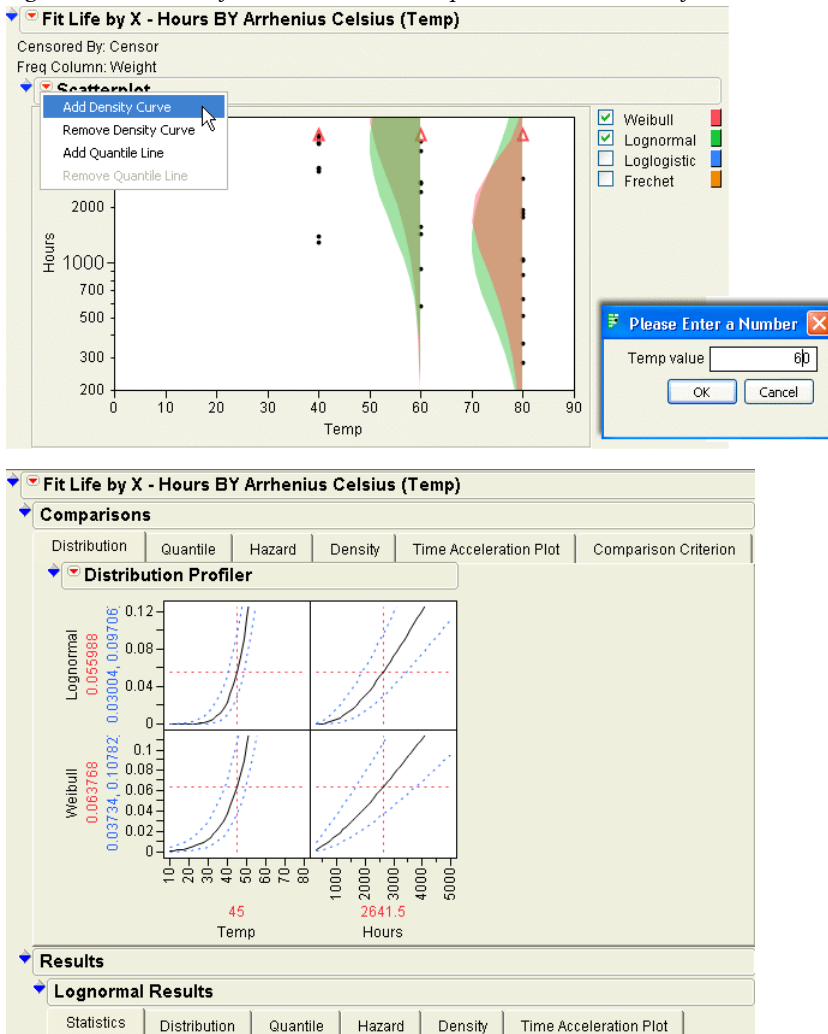 Fit Life by X - Hours BY Arrhenius Celsius (Temp)
Censored By: Censor
Freq Column: Weight
Scatterplot
Add Density Curve
Remove Density Curve
Add Quantile Line
Remove Quantile Line
Weibull
Lognormal
Loglogistic
Frechet
2000
1000
700
500
300
200
Hours
0 10 20 30 40 50 60 70 80 90
Temp
Please Enter a Number
Temp value 60
OK Cancel
Fit Life by X - Hours BY Arrhenius Celsius (Temp)
Comparisons
Distribution Quantile Hazard Density Time Acceleration Plot Comparison Criterion
Distribution Profiler
Lognormal
0.055988
0.03004, 0.09706
0.12
0.08
0.04
0
Weibull
0.063768
0.03734, 0.10782
0.1
0.08
0.06
0.04
0.02
0
10 20 30 40 50 60 70 80
1000 2000 3000 4000 5000
45 2641.5
Temp Hours
Results
Lognormal Results
Statistics Distribution Quantile Hazard Density Time Acceleration Plot